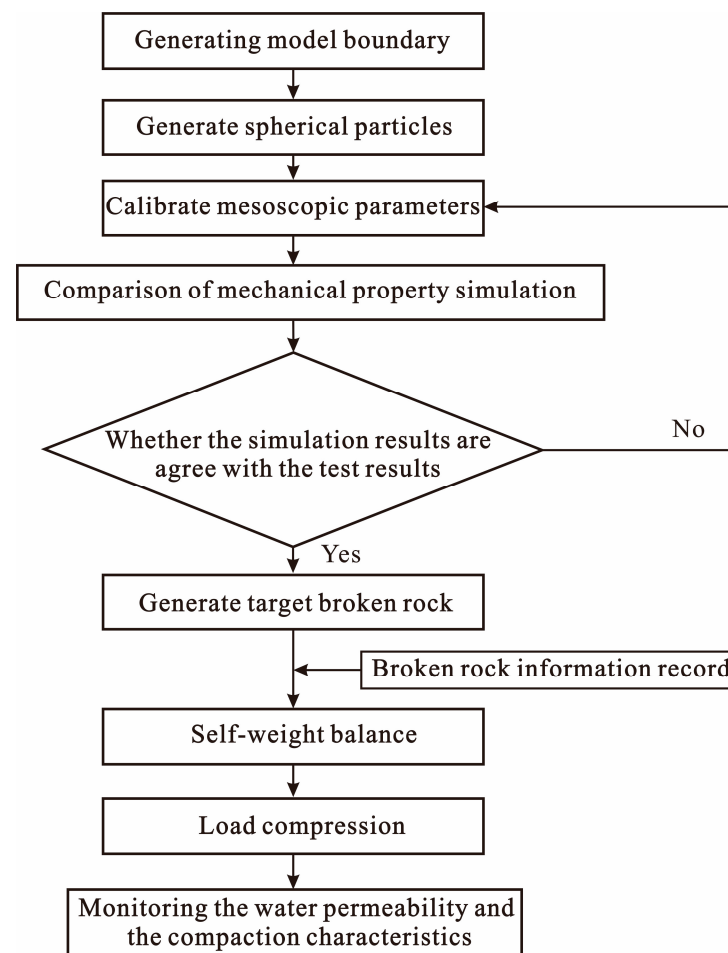 Generating model boundary
Generate spherical particles
Calibrate mesoscopic parameters
Comparison of mechanical property simulation
Whether the simulation results are
agree with the test results
No
Yes
Generate target broken rock
Broken rock information record
Self-weight balance
Load compression
Monitoring the water permeability and
the compaction characteristics